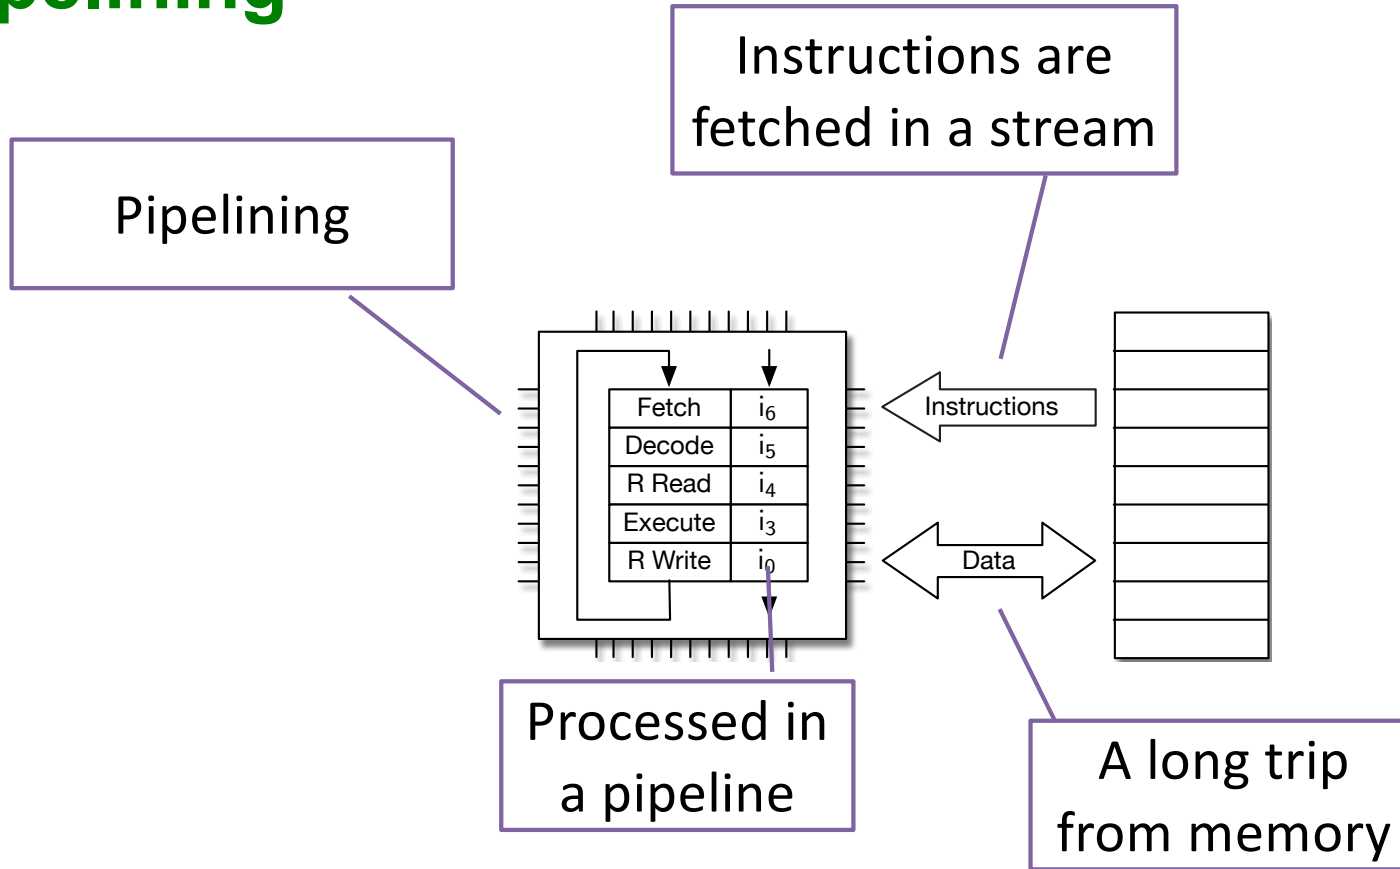 pelining
Instructions are
fetched in a stream
Pipelining
Fetch i₆
Decode i₅
R Read i₄
Execute i₃
R Write i₀
Instructions
Data
Processed in
a pipeline
A long trip
from memory